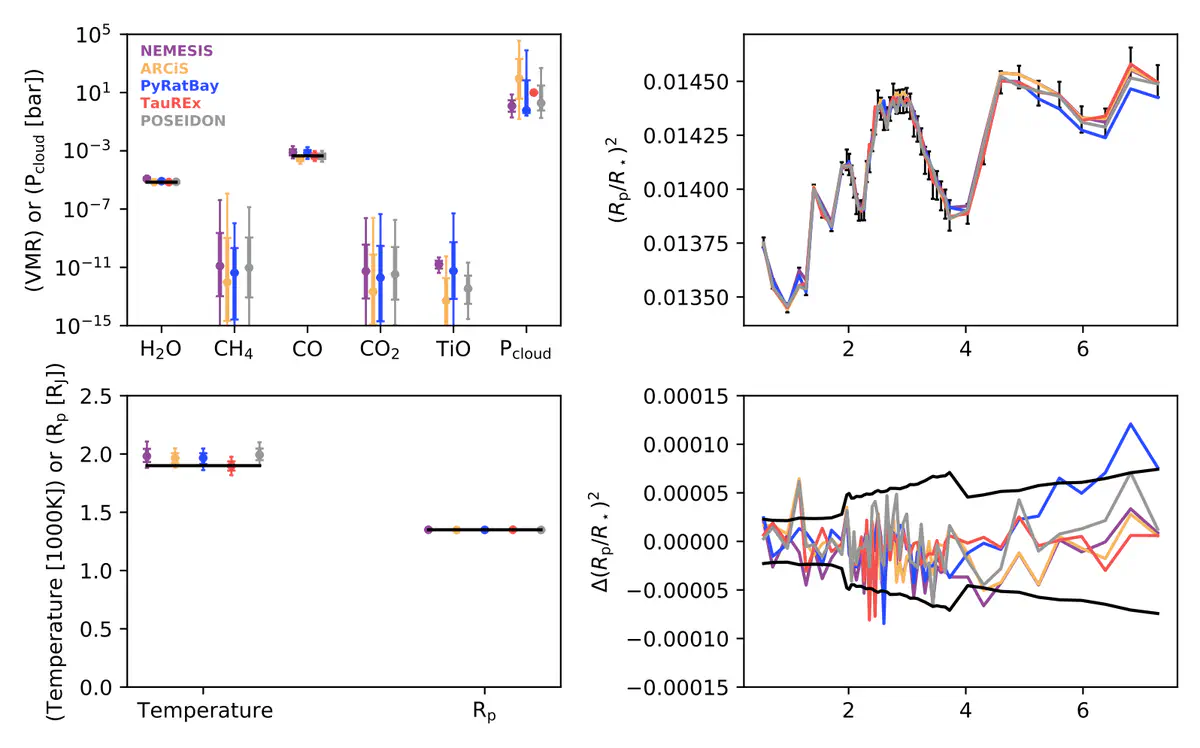 (VMR) or (P_cloud [bar])
10^5
10^1
10^−3
10^−7
10^−11
10^−15
NEMESIS
ARCiS
PyRatBay
TauREx
POSEIDON
H₂O CH₄ CO CO₂ TiO P_cloud
(R_p/R⋆)²
0.01450
0.01425
0.01400
0.01375
0.01350
2 4 6
(Temperature [1000K]) or (R_p [R_J])
2.5
2.0
1.5
1.0
0.5
0.0
Temperature R_p
Δ(R_p/R⋆)²
0.00015
0.00010
0.00005
0.00000
−0.00005
−0.00010
−0.00015
2 4 6